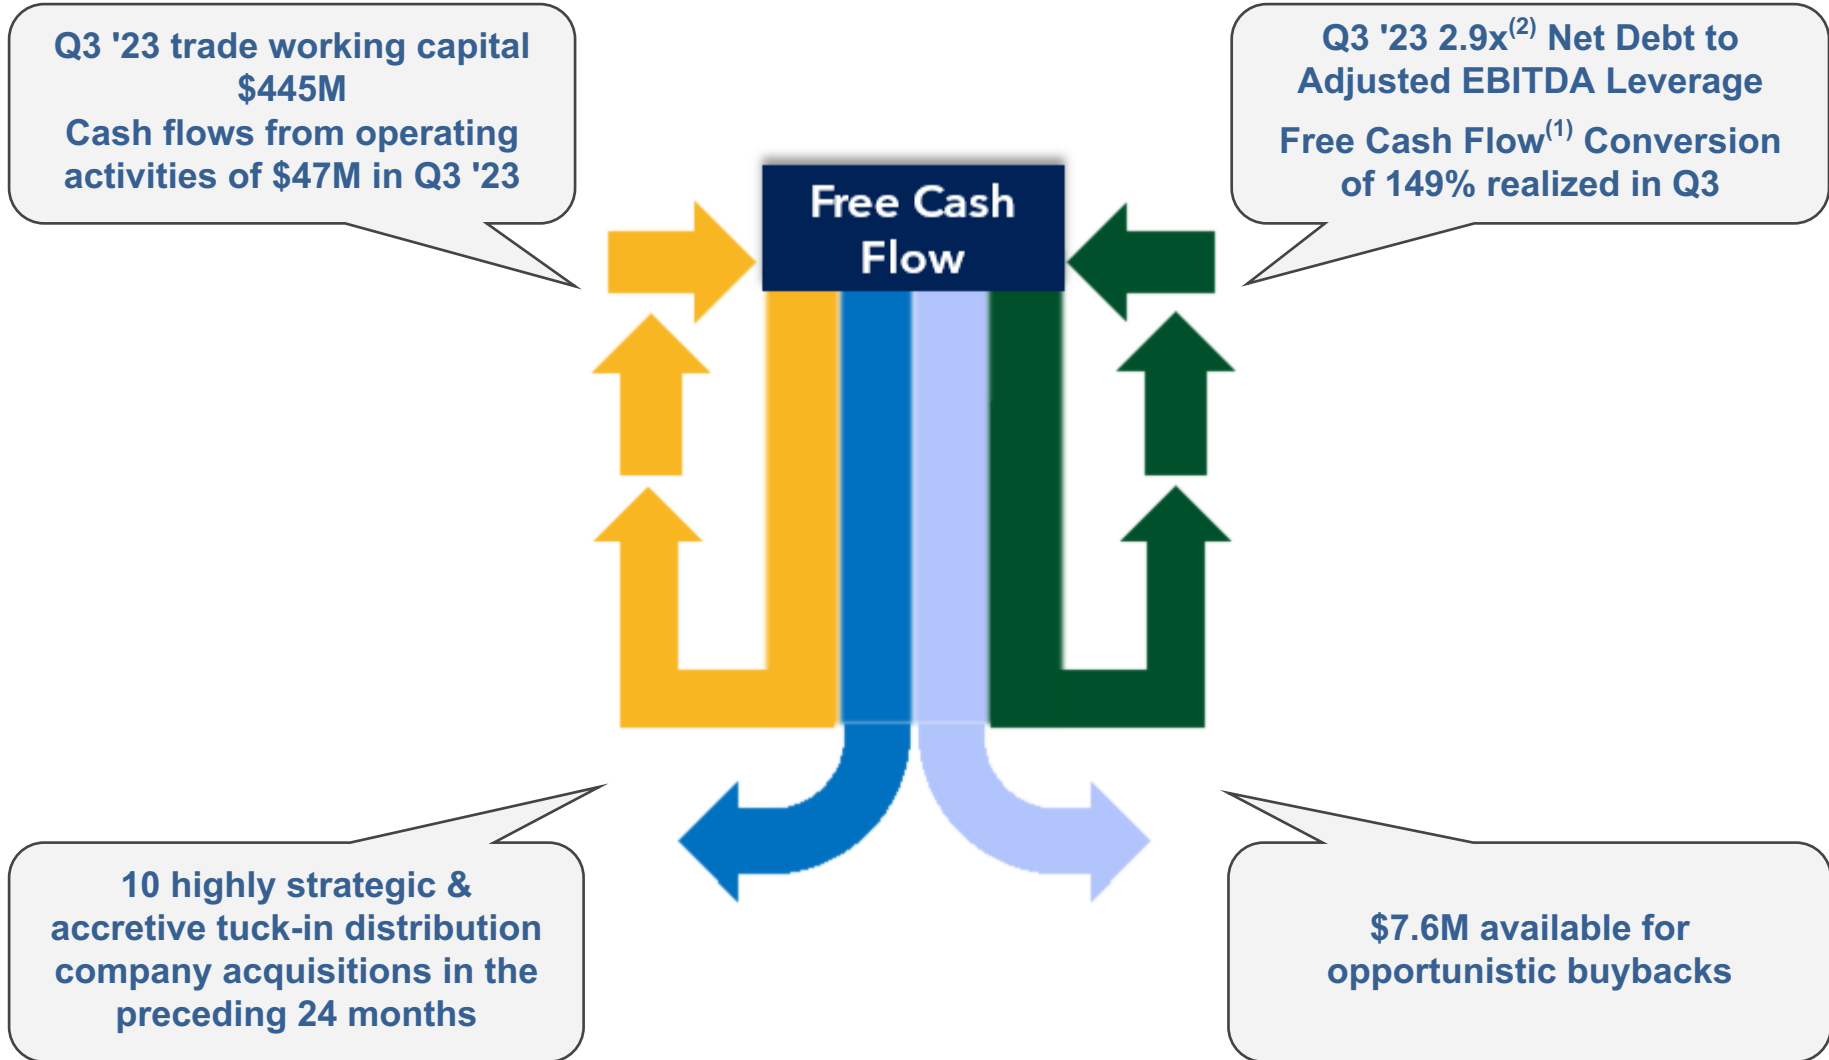 Q3 '23 trade working capital
$445M
Cash flows from operating
activities of $47M in Q3 '23
Q3 '23 2.9x(2) Net Debt to
Adjusted EBITDA Leverage
Free Cash Flow(1) Conversion
of 149% realized in Q3
Free Cash
Flow
10 highly strategic &
accretive tuck-in distribution
company acquisitions in the
preceding 24 months
$7.6M available for
opportunistic buybacks